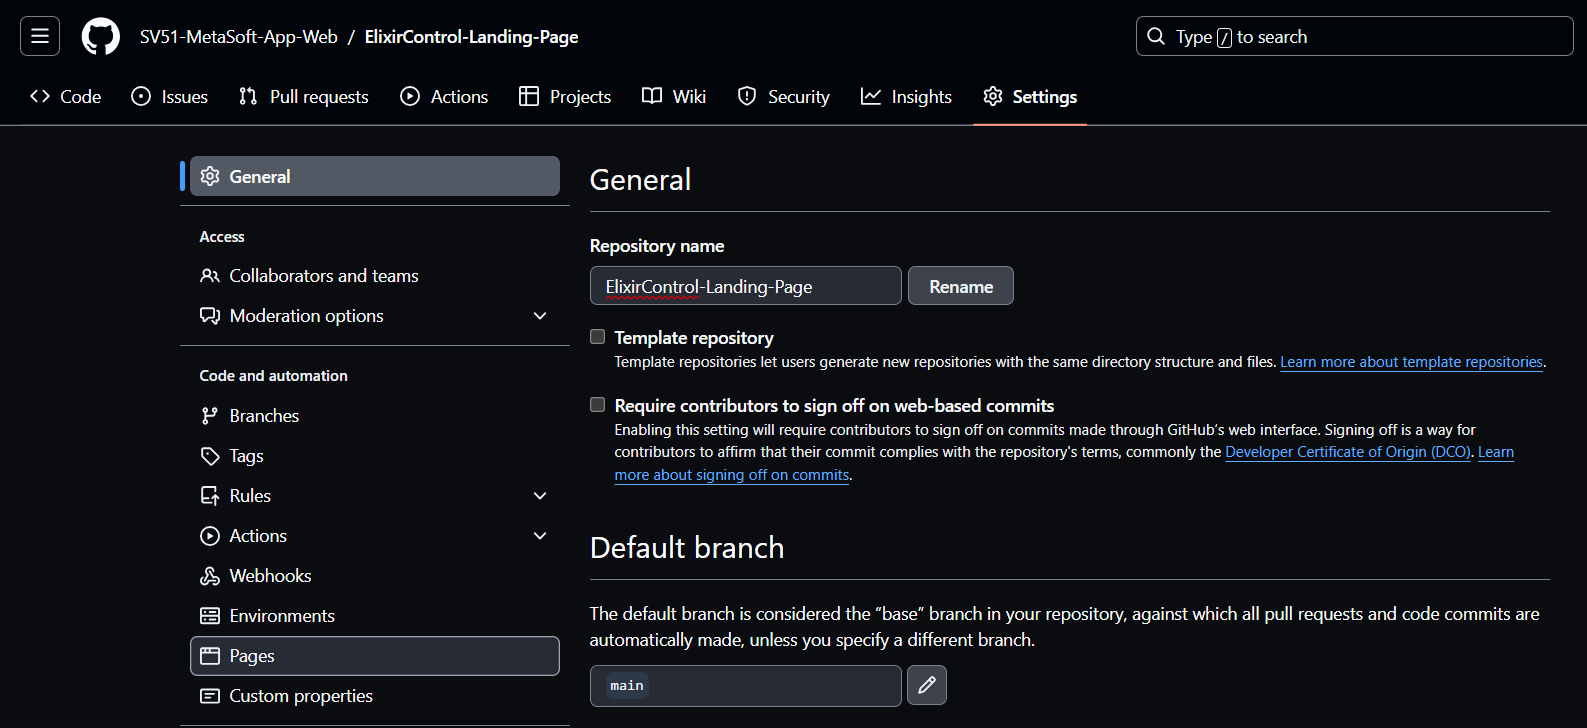 SV51-MetaSoft-App-Web / ElixirControl-Landing-Page
Type / to search
Code Issues Pull requests Actions Projects Wiki Security Insights Settings
General
Access
Collaborators and teams
Moderation options
Code and automation
Branches
Tags
Rules
Actions
Webhooks
Environments
Pages
Custom properties
General
Repository name
ElixirControl-Landing-Page Rename
Template repository
Template repositories let users generate new repositories with the same directory structure and files. Learn more about template repositories.
Require contributors to sign off on web-based commits
Enabling this setting will require contributors to sign off on commits made through GitHub’s web interface. Signing off is a way for
contributors to affirm that their commit complies with the repository's terms, commonly the Developer Certificate of Origin (DCO). Learn
more about signing off on commits.
Default branch
The default branch is considered the “base” branch in your repository, against which all pull requests and code commits are
automatically made, unless you specify a different branch.
main